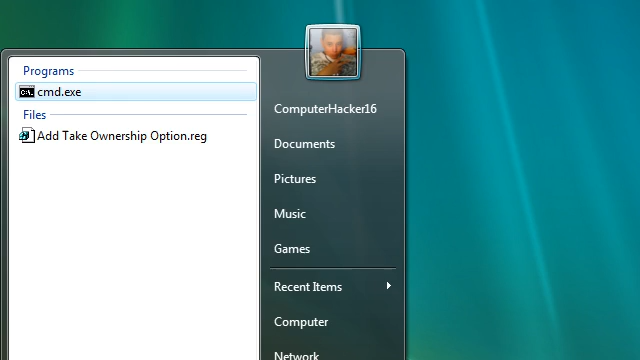 Programs
cmd.exe
Files
Add Take Ownership Option.reg
ComputerHacker16
Documents
Pictures
Music
Games
Recent Items
Computer
Network